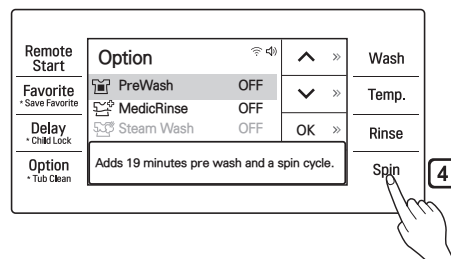 Remote
Start
Favorite
* Save Favorite
Delay
* Child Lock
Option
* Tub Clean
Option
PreWash OFF
MedicRinse OFF
Steam Wash OFF
Adds 19 minutes pre wash and a spin cycle.
OK »
»
»
Wash
Temp.
Rinse
Spin
4